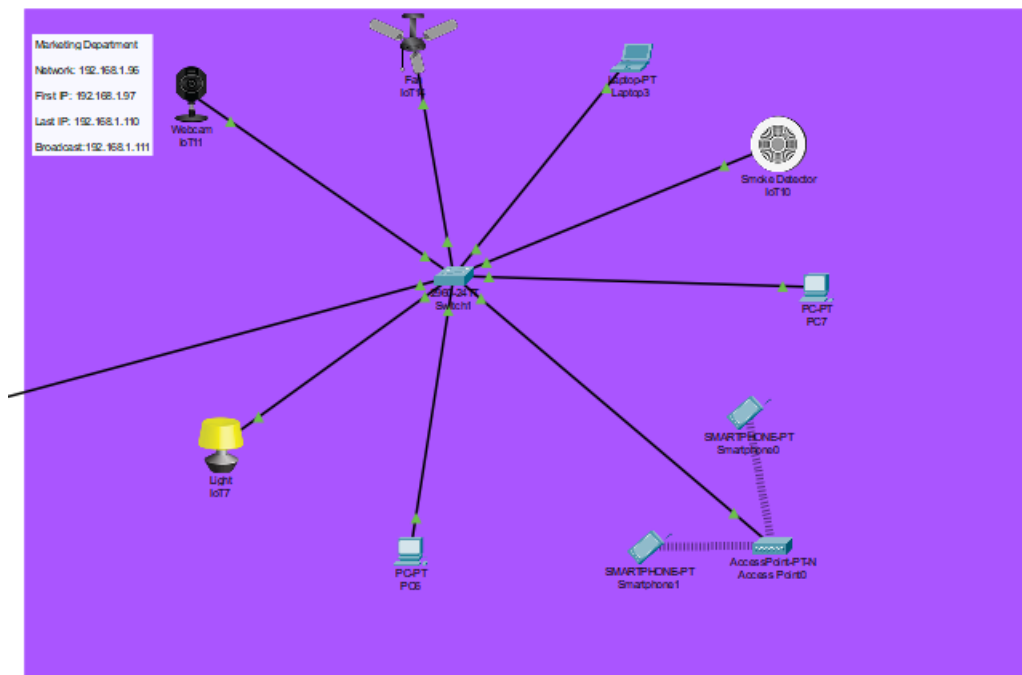 Marketing Department
Network: 192.168.1.96
First IP: 192.168.1.97
Last IP: 192.168.1.110
Broadcast:192.168.1.111
Webcam
IoT11
Fan
Laptop-PT
Laptop3
Smoke Detector
IoT10
Switch1
PC-PT
PC7
SMARTPHONE-PT
Smartphone0
Light
IoT7
PC-PT
SMARTPHONE-PT
Smartphone1
AccessPoint-PT-N
Access Point0